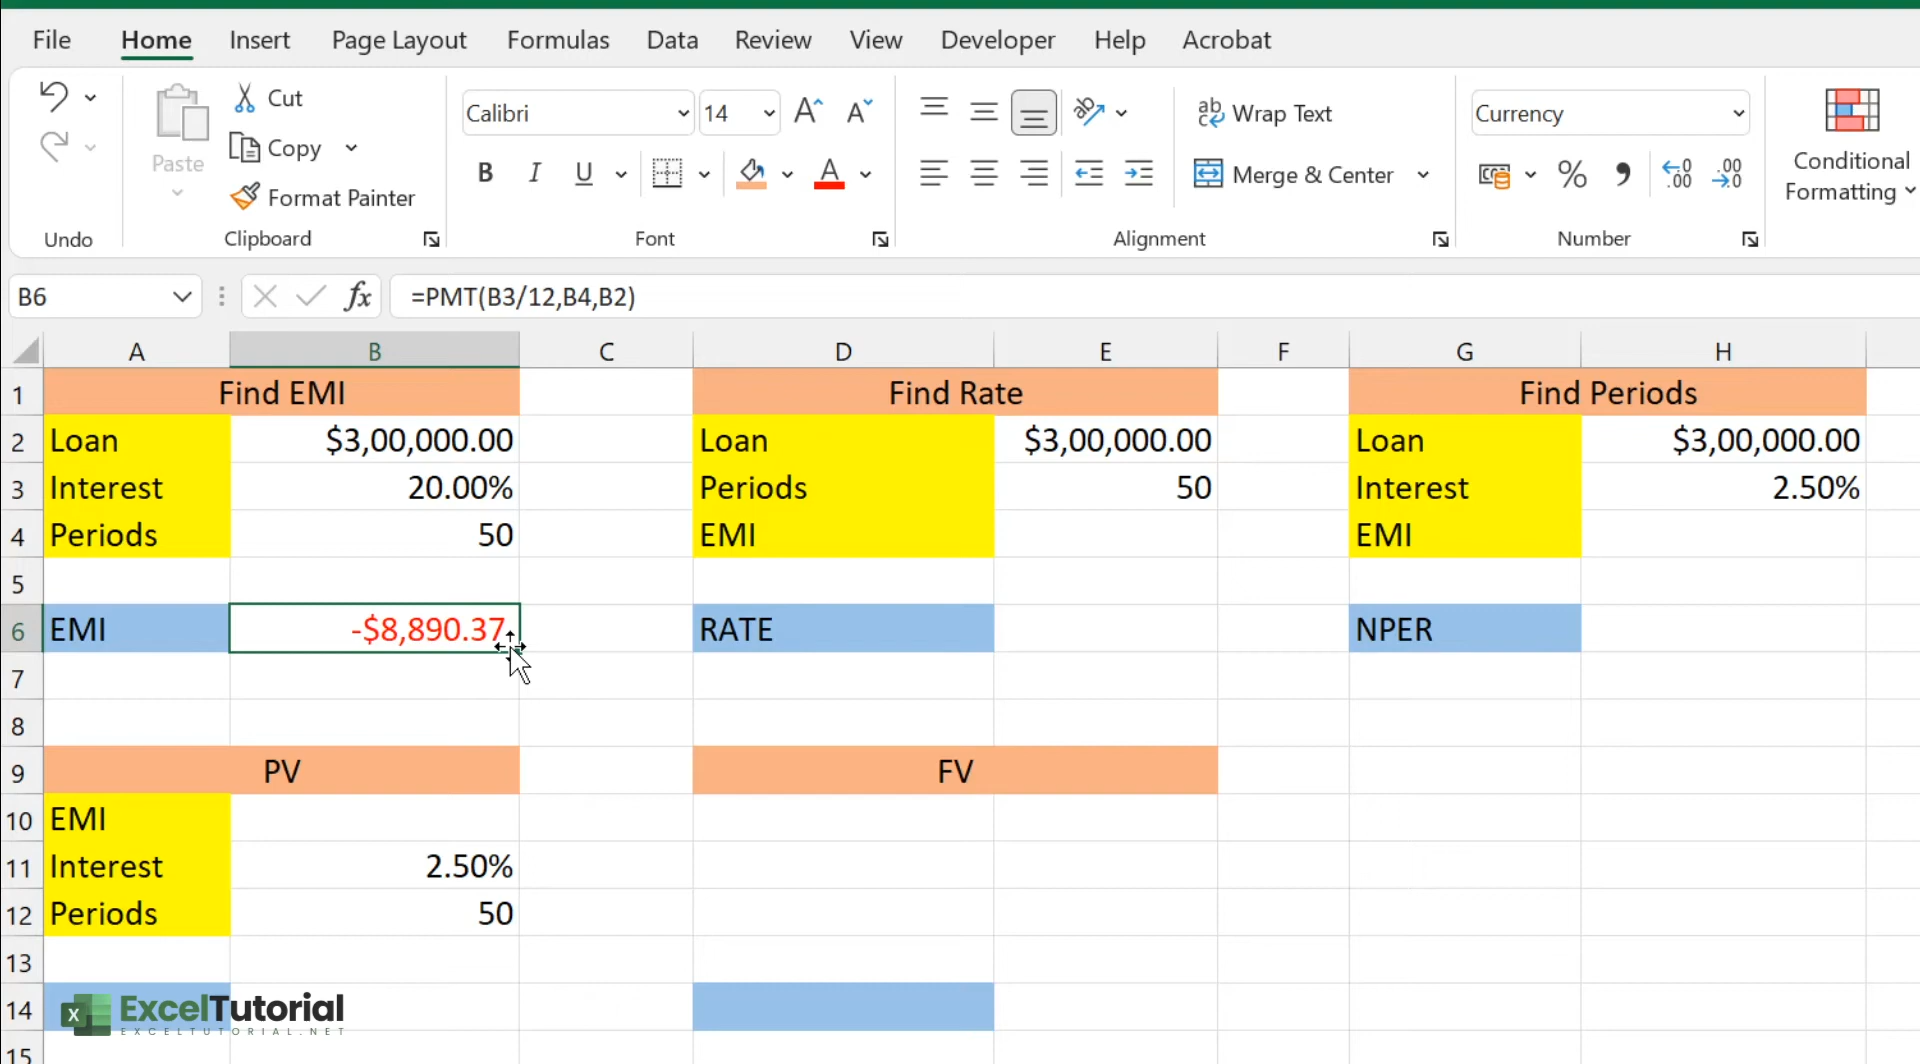 File Home Insert Page Layout Formulas Data Review View Developer Help Acrobat
Cut
Calibri 14 Wrap Text Currency
Paste Copy
Format Painter
B I U Merge & Center % Conditional Formatting
Undo Clipboard Font Alignment Number
B6 fx =PMT(B3/12,B4,B2)
A B C D E F G H
1 Find EMI Find Rate Find Periods
2 Loan $3,00,000.00 Loan $3,00,000.00 Loan $3,00,000.00
3 Interest 20.00% Periods 50 Interest 2.50%
4 Periods 50 EMI EMI
5
6 EMI -$8,890.37 RATE NPER
7
8
9 PV FV
10 EMI
11 Interest 2.50%
12 Periods 50
13
14 ExcelTutorial
EXCELTUTORIAL.NET
15